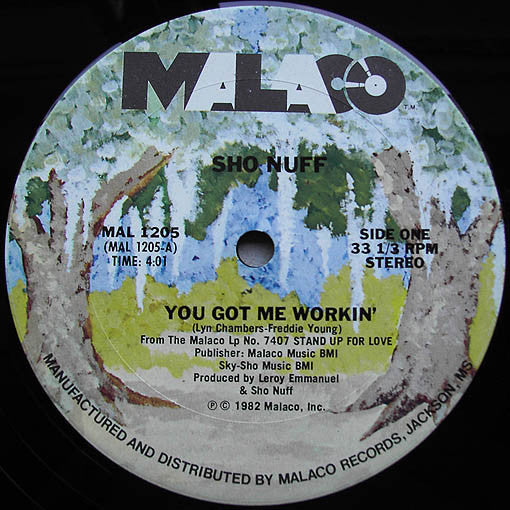 MALACO
T.M.
SHO NUFF
MAL 1205
(MAL 1205-A)
TIME: 4:01
SIDE ONE
33 1/3 RPM
STEREO
YOU GOT ME WORKIN'
(Lyn Chambers-Freddie Young)
From The Malaco Lp No. 7407 STAND UP FOR LOVE
Publisher: Malaco Music BMI
Sky-Sho Music BMI
Produced by Leroy Emmanuel
& Sho Nuff
℗ © 1982 Malaco, Inc.
MANUFACTURED AND DISTRIBUTED BY MALACO RECORDS, JACKSON, MS